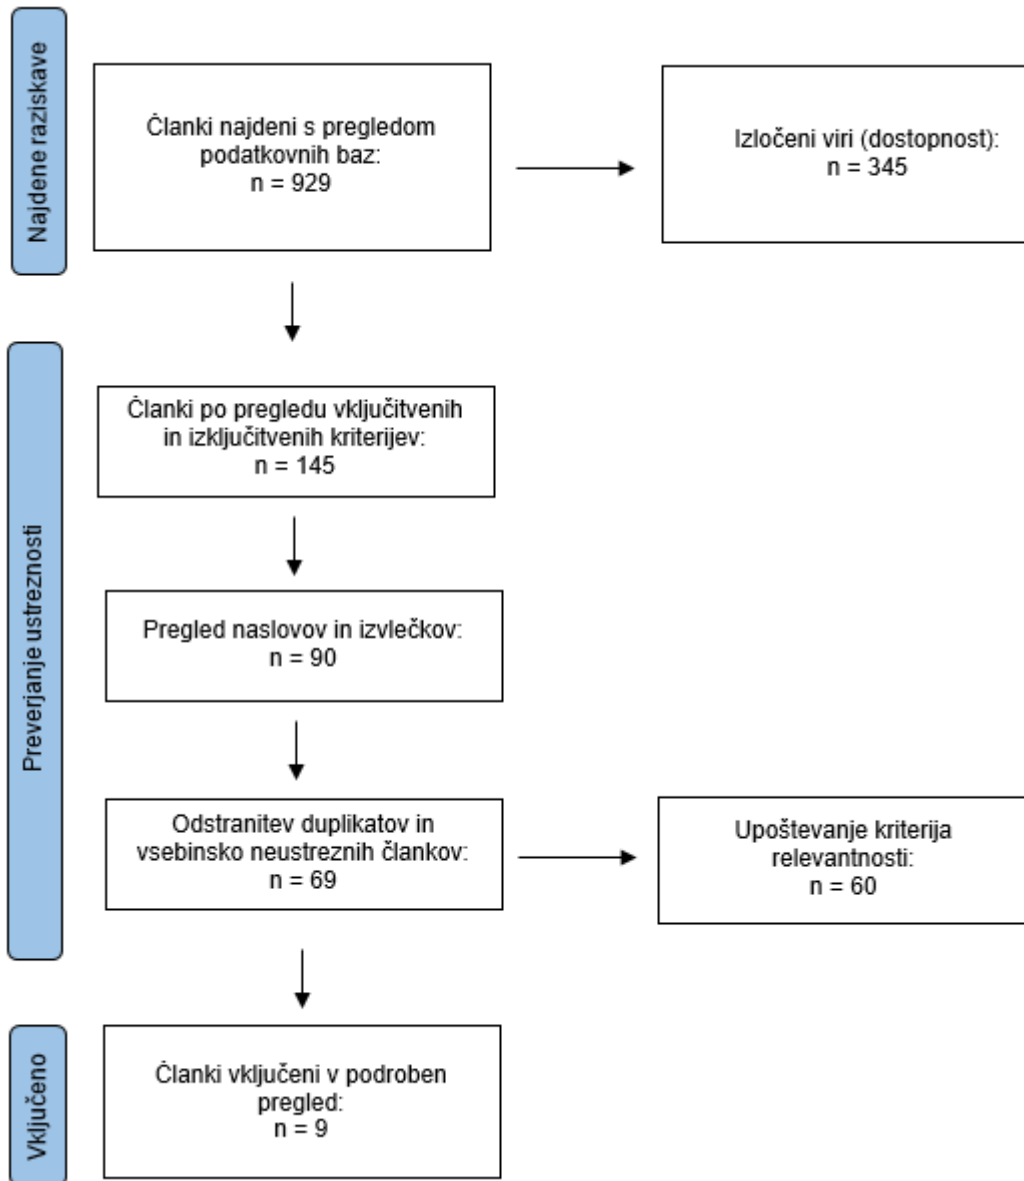 Najdene raziskave
Članki najdeni s pregledom
podatkovnih baz:
n = 929
Izločeni viri (dostopnost):
n = 345
Preverjanje ustreznosti
Članki po pregledu vključitvenih
in izključitvenih kriterijev:
n = 145
Pregled naslovov in izvlečkov:
n = 90
Odstranitev duplikatov in
vsebinsko neustreznih člankov:
n = 69
Upoštevanje kriterija
relevantnosti:
n = 60
Vključeno
Članki vključeni v podroben
pregled:
n = 9